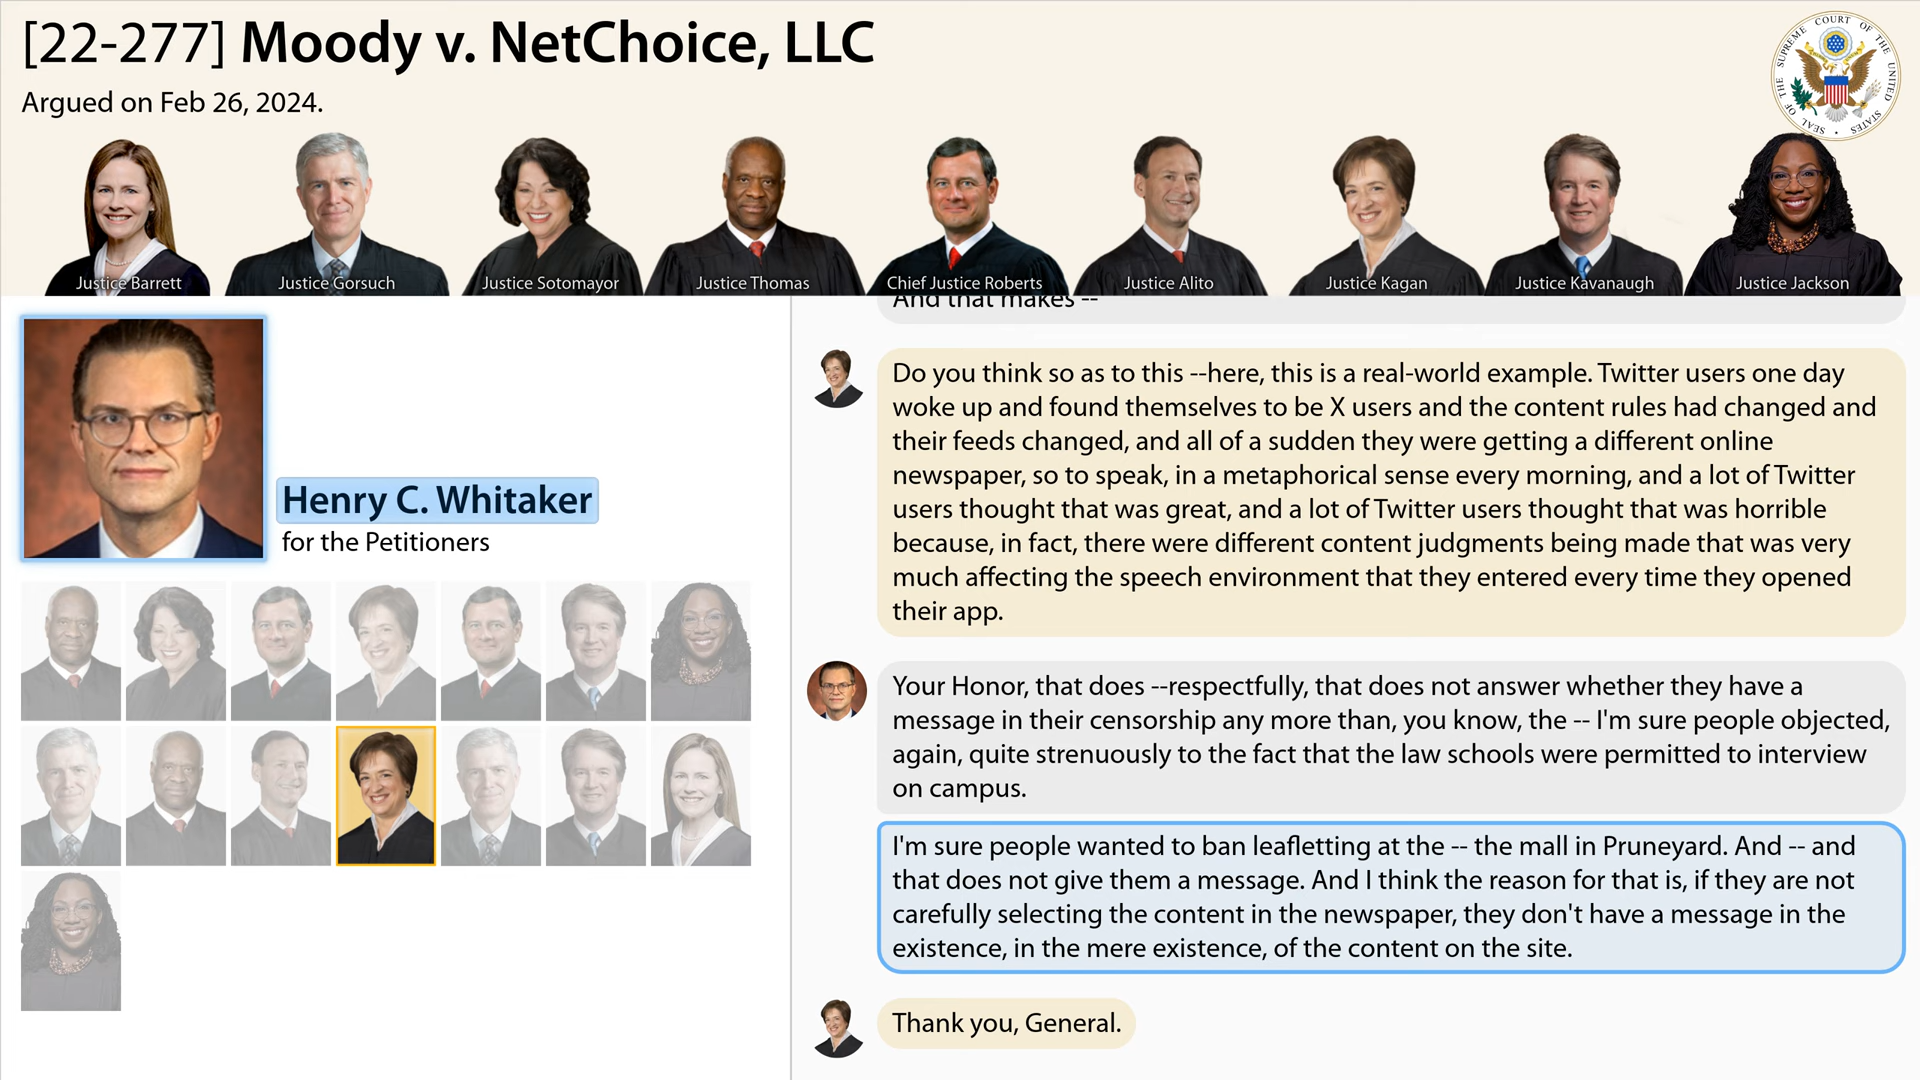 [22-277] Moody v. NetChoice, LLC
Argued on Feb 26, 2024.
SEAL OF THE SUPREME COURT OF THE UNITED STATES
Justice Barrett
Justice Gorsuch
Justice Sotomayor
Justice Thomas
Chief Justice Roberts
Justice Alito
Justice Kagan
Justice Kavanaugh
Justice Jackson
Henry C. Whitaker
for the Petitioners
And that makes --
Do you think so as to this --here, this is a real-world example. Twitter users one day
woke up and found themselves to be X users and the content rules had changed and
their feeds changed, and all of a sudden they were getting a different online
newspaper, so to speak, in a metaphorical sense every morning, and a lot of Twitter
users thought that was great, and a lot of Twitter users thought that was horrible
because, in fact, there were different content judgments being made that was very
much affecting the speech environment that they entered every time they opened
their app.
Your Honor, that does --respectfully, that does not answer whether they have a
message in their censorship any more than, you know, the -- I'm sure people objected,
again, quite strenuously to the fact that the law schools were permitted to interview
on campus.
I'm sure people wanted to ban leafletting at the -- the mall in Pruneyard. And -- and
that does not give them a message. And I think the reason for that is, if they are not
carefully selecting the content in the newspaper, they don't have a message in the
existence, in the mere existence, of the content on the site.
Thank you, General.